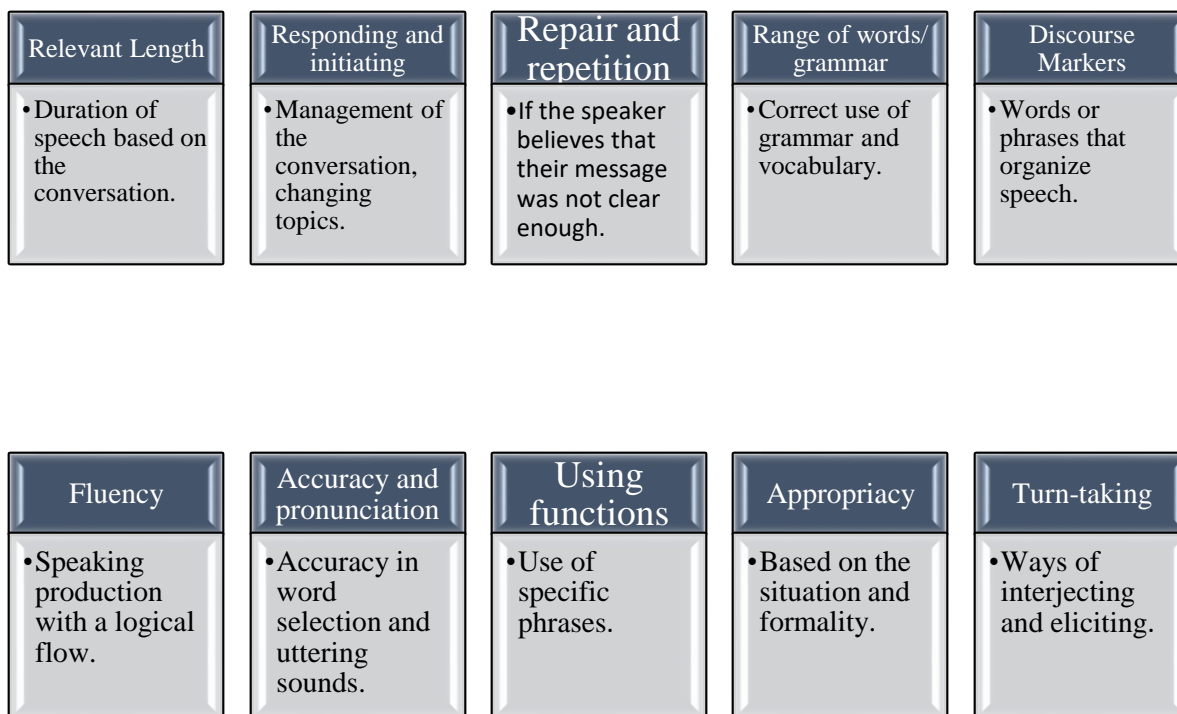 Relevant Length
•Duration of
speech based on
the
conversation.
Responding and
initiating
•Management of
the
conversation,
changing
topics.
Repair and
repetition
•If the speaker
believes that
their message
was not clear
enough.
Range of words/
grammar
•Correct use of
grammar and
vocabulary.
Discourse
Markers
•Words or
phrases that
organize
speech.
Fluency
•Speaking
production
with a logical
flow.
Accuracy and
pronunciation
•Accuracy in
word
selection and
uttering
sounds.
Using
functions
•Use of
specific
phrases.
Appropriacy
•Based on the
situation and
formality.
Turn-taking
•Ways of
interjecting
and eliciting.